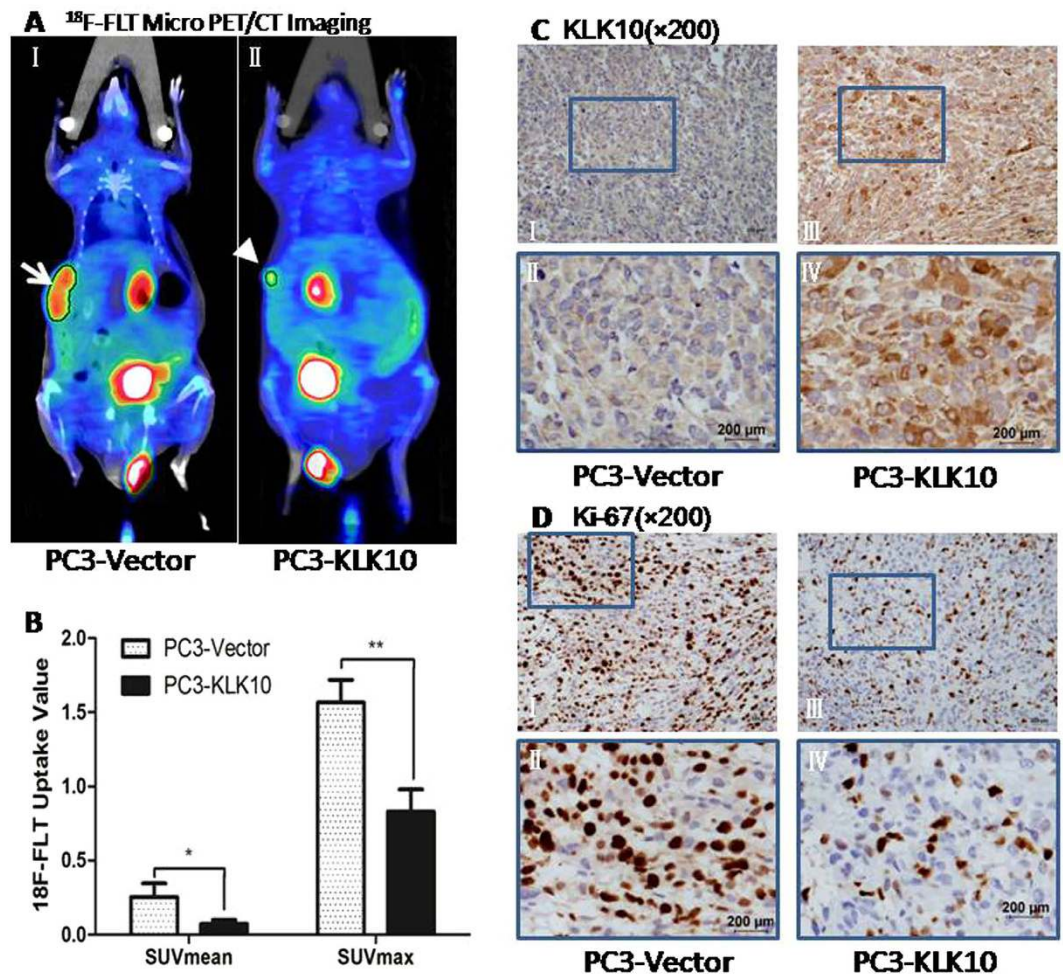 A ¹⁸F-FLT Micro PET/CT Imaging
Ⅰ Ⅱ
PC3-Vector PC3-KLK10
B
2.0
1.5
1.0
0.5
0.0
18F-FLT Uptake Value
PC3-Vector
PC3-KLK10
*
**
SUVmean SUVmax
C KLK10(×200)
Ⅰ Ⅲ
Ⅱ Ⅳ
200 µm 200 µm
PC3-Vector PC3-KLK10
D Ki-67(×200)
Ⅰ Ⅲ
Ⅱ Ⅳ
200 µm 200 µm
PC3-Vector PC3-KLK10